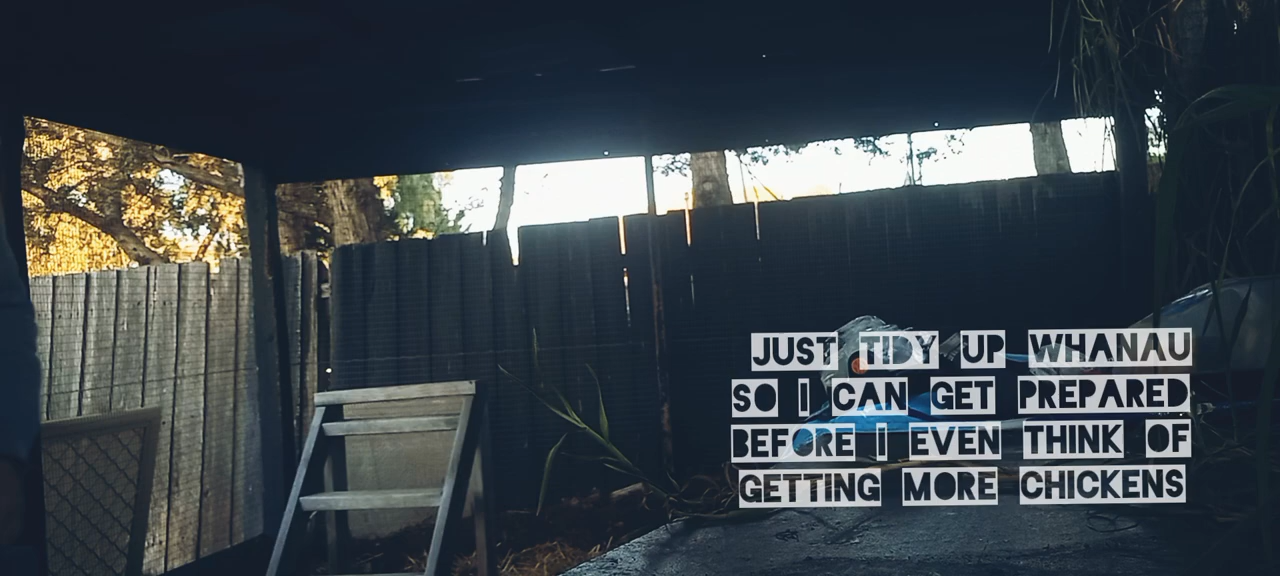 JUST TIDY UP WHANAU
SO I CAN GET PREPARED
BEFORE I EVEN THINK OF
GETTING MORE CHICKENS